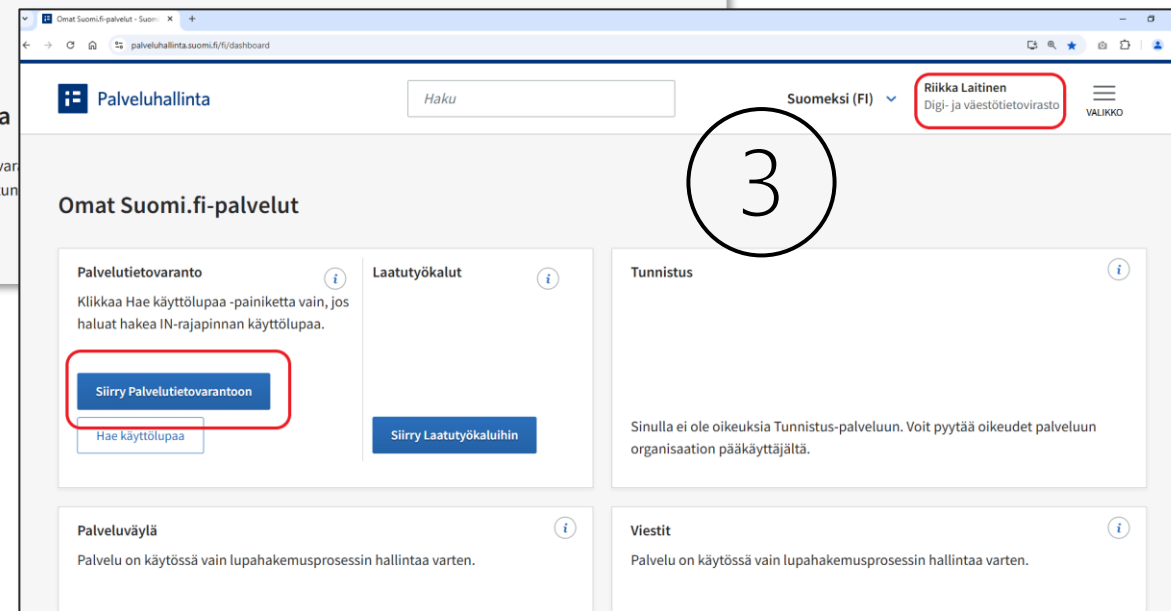 Omat Suomi.fi-palvelut - Suom
palveluhallinta.suomi.fi/fi/dashboard
Palveluhallinta
Haku
Suomeksi (FI)
Riikka Laitinen
Digi- ja väestötietovirasto
VALIKKO
3
Omat Suomi.fi-palvelut
Palvelutietovaranto
Klikkaa Hae käyttölupaa -painiketta vain, jos
haluat hakea IN-rajapinnan käyttölupaa.
Siirry Palvelutietovarantoon
Hae käyttölupaa
Laatutyökalut
Siirry Laatutyökaluihin
Tunnistus
Sinulla ei ole oikeuksia Tunnistus-palveluun. Voit pyytää oikeudet palveluun
organisaation pääkäyttäjältä.
Palveluväylä
Palvelu on käytössä vain lupahakemusprosessin hallintaa varten.
Viestit
Palvelu on käytössä vain lupahakemusprosessin hallintaa varten.